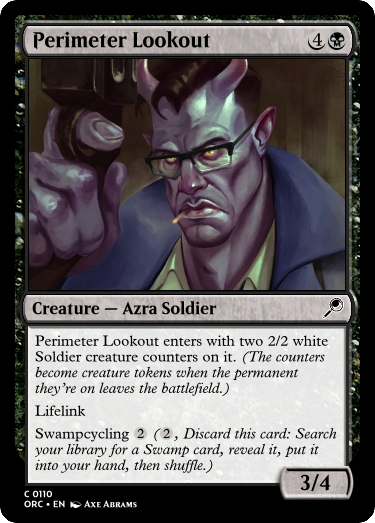 Perimeter Lookout 4
Creature — Azra Soldier
Perimeter Lookout enters with two 2/2 white
Soldier creature counters on it. (The counters
become creature tokens when the permanent
they're on leaves the battlefield.)
Lifelink
Swampcycling 2 (2, Discard this card: Search
your library for a Swamp card, reveal it, put it
into your hand, then shuffle.)
3/4
C 0110
ORC • EN Axe Abrams